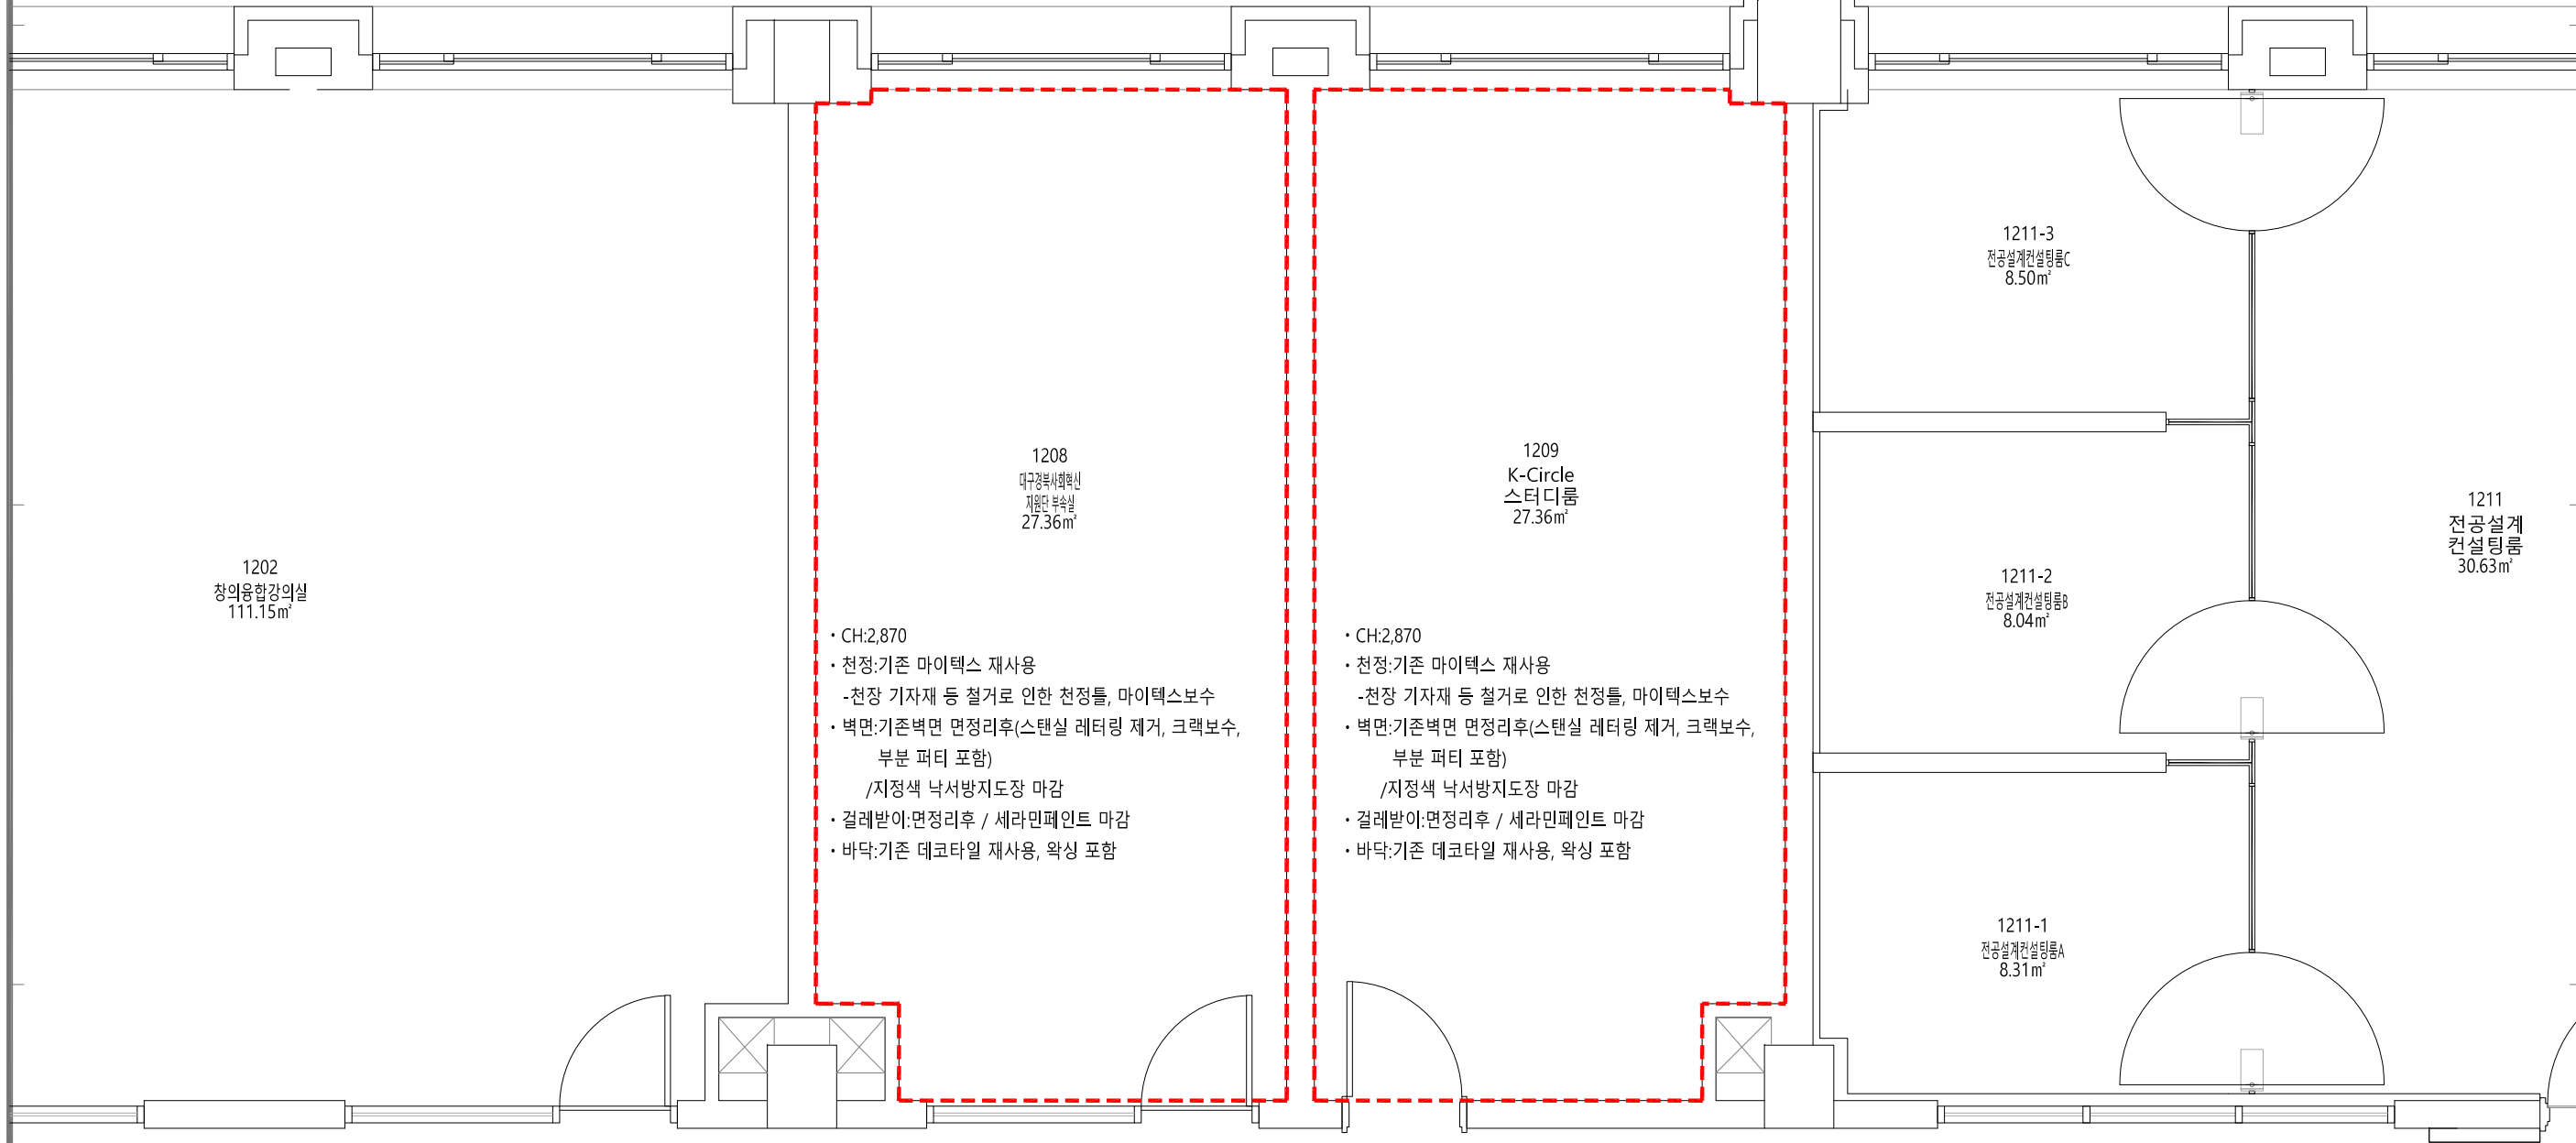 1202
창의융합강의실
111.15㎡
1208
대구경북사회혁신
지원단 부속실
27.36㎡
・CH:2,870
・천정:기존 마이텍스 재사용
-천장 기자재 등 철거로 인한 천정틀, 마이텍스보수
・벽면:기존벽면 면정리후(스탠실 레터링 제거, 크랙보수,
부분 퍼티 포함)
/지정색 낙서방지도장 마감
・걸레받이:면정리후 / 세라민페인트 마감
・바닥:기존 데코타일 재사용, 왁싱 포함
1209
K-Circle
스터디룸
27.36㎡
・CH:2,870
・천정:기존 마이텍스 재사용
-천장 기자재 등 철거로 인한 천정틀, 마이텍스보수
・벽면:기존벽면 면정리후(스탠실 레터링 제거, 크랙보수,
부분 퍼티 포함)
/지정색 낙서방지도장 마감
・걸레받이:면정리후 / 세라민페인트 마감
・바닥:기존 데코타일 재사용, 왁싱 포함
1211-3
전공설계컨설팅룸C
8.50㎡
1211-2
전공설계컨설팅룸B
8.04㎡
1211-1
전공설계컨설팅룸A
8.31㎡
1211
전공설계
컨설팅룸
30.63㎡